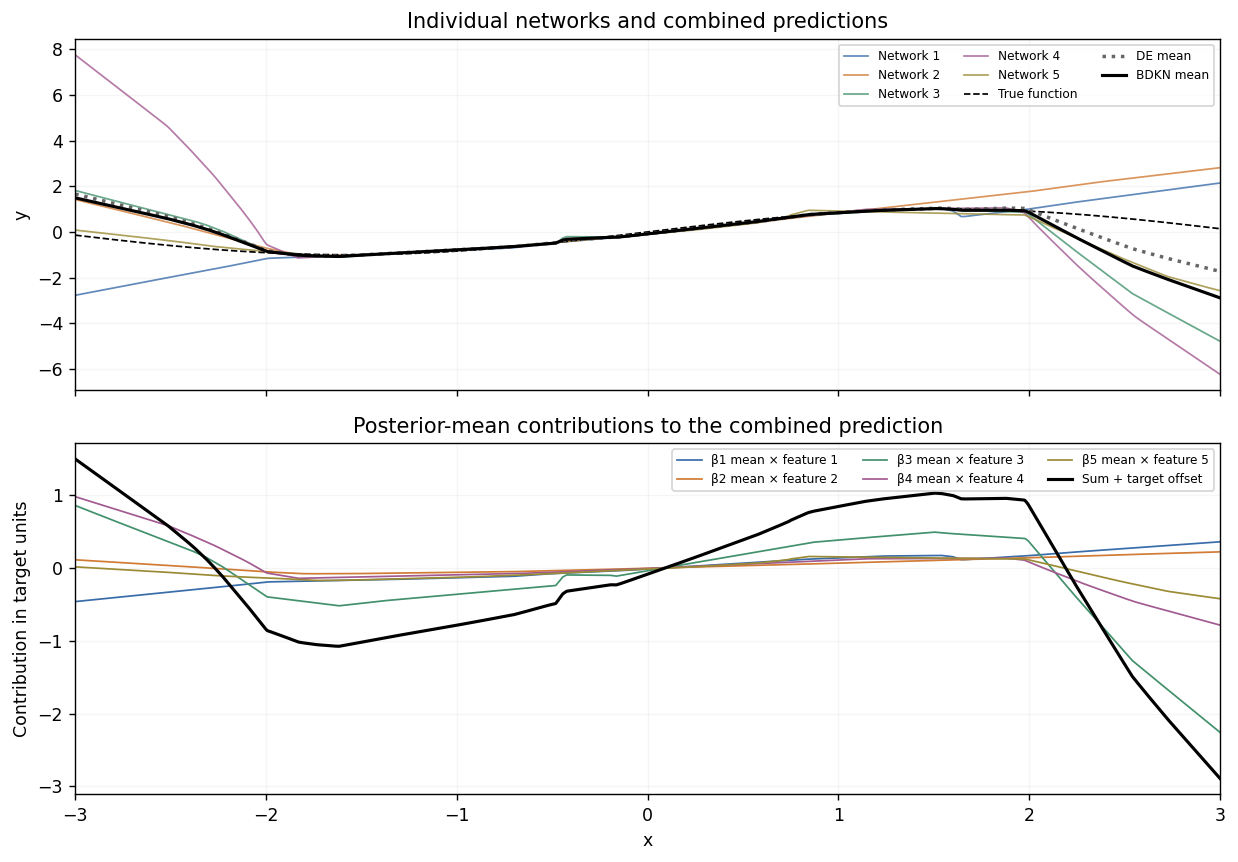 Individual networks and combined predictions
8
6
4
2
0
−2
−4
−6
y
Network 1
Network 2
Network 3
Network 4
Network 5
True function
DE mean
BDKN mean
Posterior-mean contributions to the combined prediction
1
0
−1
−2
−3
Contribution in target units
β1 mean × feature 1
β2 mean × feature 2
β3 mean × feature 3
β4 mean × feature 4
β5 mean × feature 5
Sum + target offset
−3
−2
−1
0
1
2
3
x